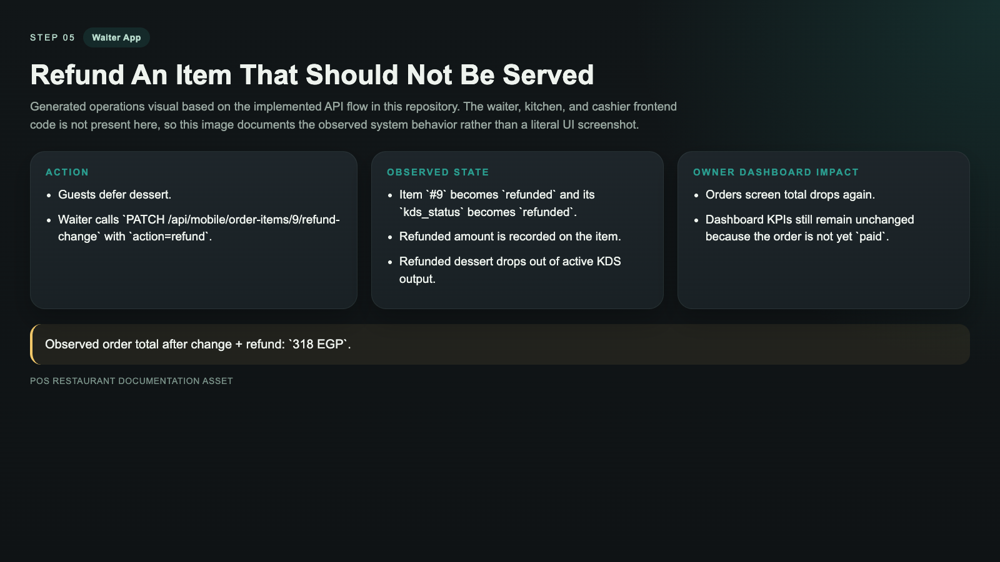 STEP 05
Waiter App
Refund An Item That Should Not Be Served
Generated operations visual based on the implemented API flow in this repository. The waiter, kitchen, and cashier frontend
code is not present here, so this image documents the observed system behavior rather than a literal UI screenshot.
ACTION
• Guests defer dessert.
• Waiter calls `PATCH /api/mobile/order-items/9/refund-
change` with `action=refund`.
OBSERVED STATE
• Item `#9` becomes `refunded` and its
`kds_status` becomes `refunded`.
• Refunded amount is recorded on the item.
• Refunded dessert drops out of active KDS
output.
OWNER DASHBOARD IMPACT
• Orders screen total drops again.
• Dashboard KPIs still remain unchanged
because the order is not yet `paid`.
Observed order total after change + refund: `318 EGP`.
POS RESTAURANT DOCUMENTATION ASSET